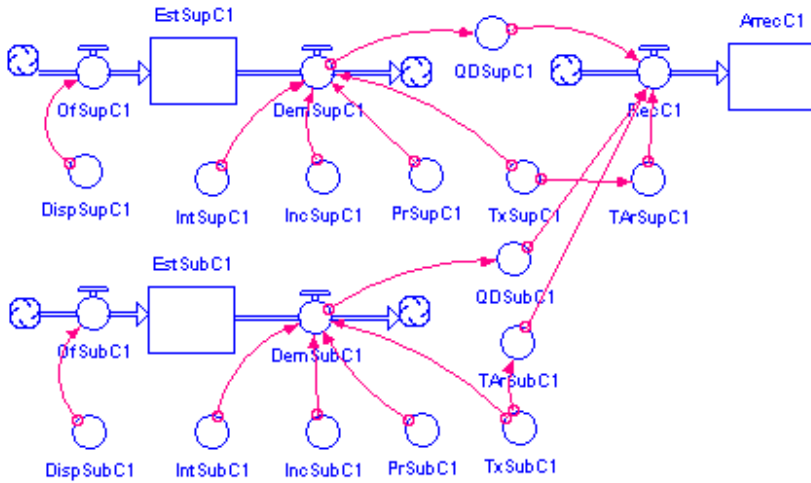 EstSupC1
ArrecC1
QDSupC1
OfSupC1
DemSupC1
RecC1
DispSupC1
IntSupC1
IncSupC1
PrSupC1
TxSupC1
TArSupC1
EstSubC1
QDSubC1
OfSubC1
DemSubC1
TArSubC1
DispSubC1
IntSubC1
IncSubC1
PrSubC1
TxSubC1